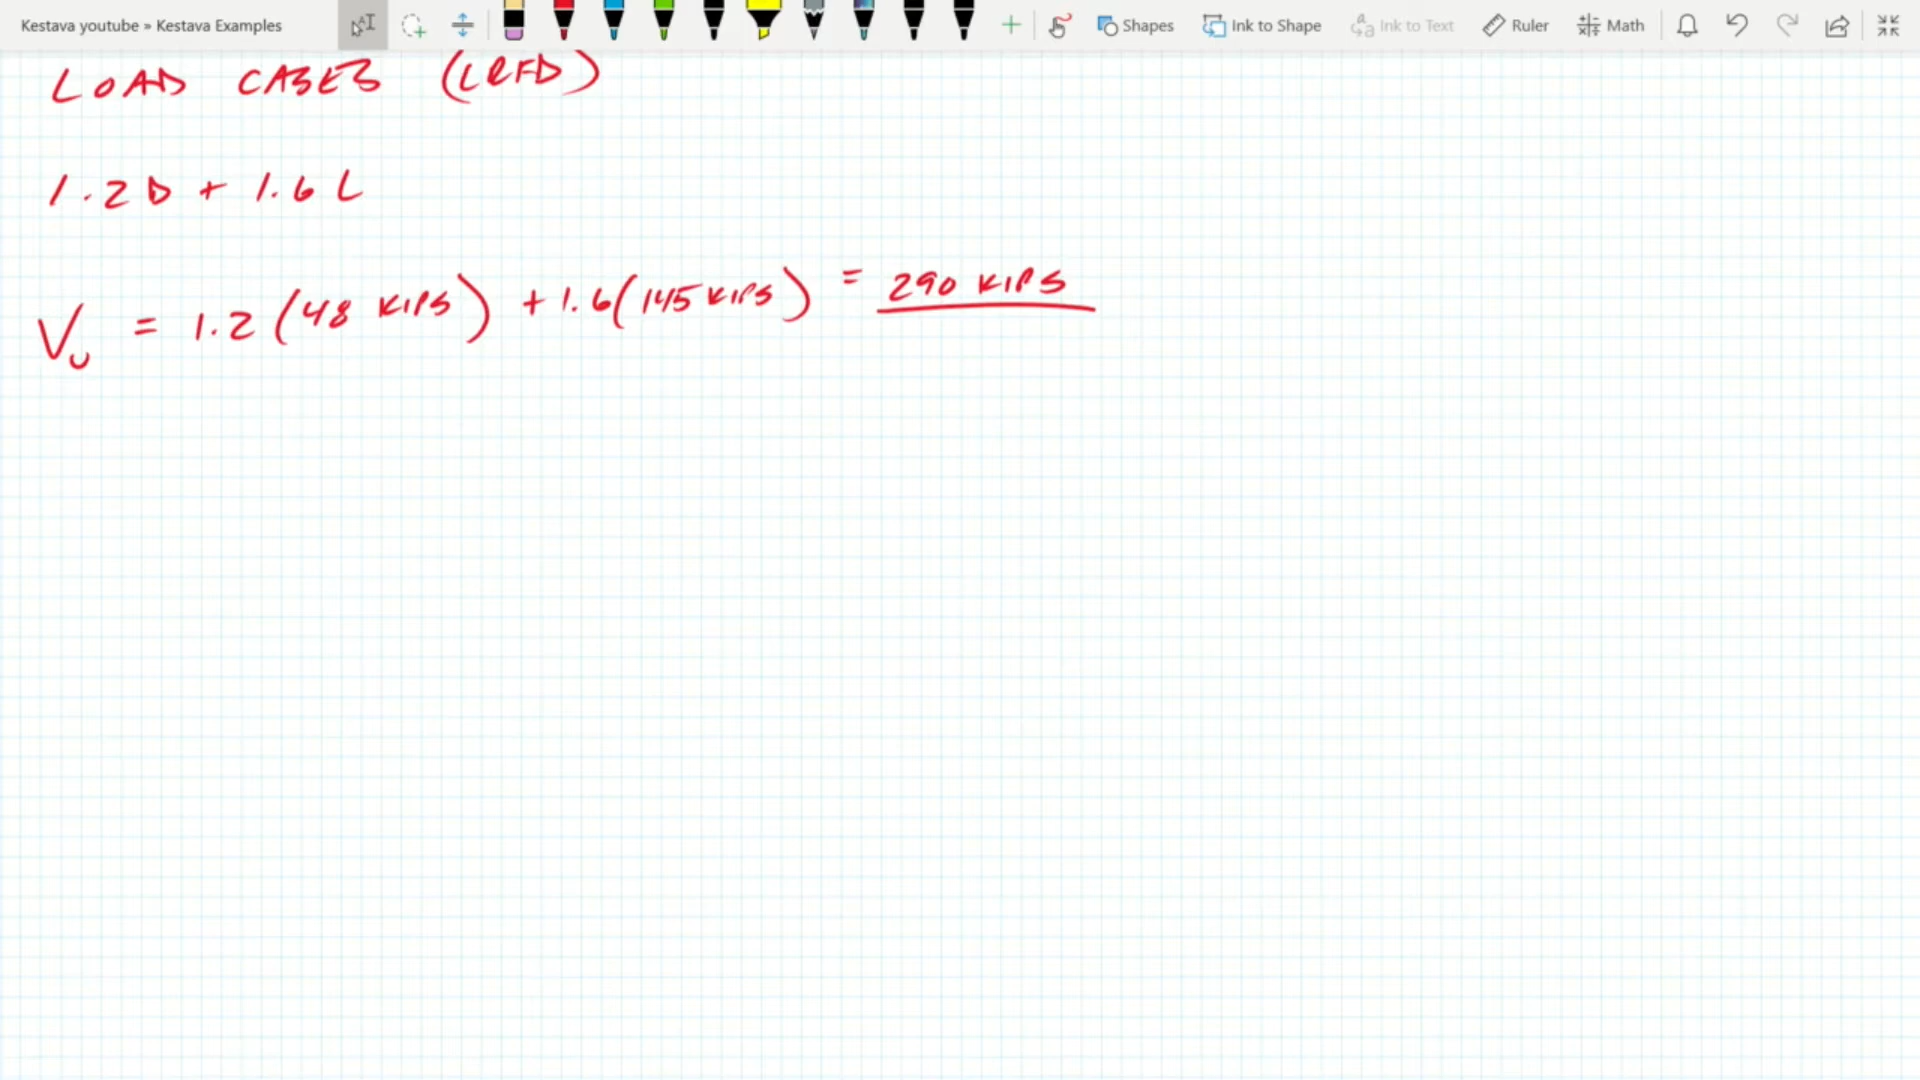 Kestava youtube » Kestava Examples Shapes Ink to Shape Ink to Text Ruler Math
LOAD CASES (LRFD)
1.2D + 1.6L
Vu = 1.2 (48 KIPS) + 1.6(145 KIPS) = 290 KIPS